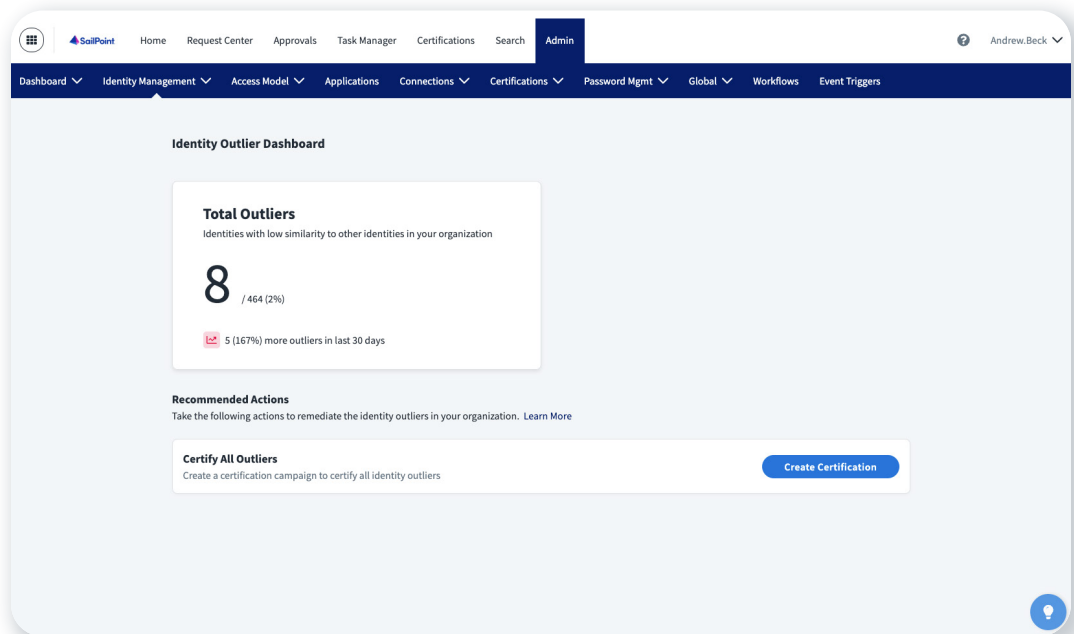 SailPoint Home Request Center Approvals Task Manager Certifications Search Admin ? Andrew.Beck
Dashboard Identity Management Access Model Applications Connections Certifications Password Mgmt Global Workflows Event Triggers
Identity Outlier Dashboard
Total Outliers
Identities with low similarity to other identities in your organization
8 / 464 (2%)
5 (167%) more outliers in last 30 days
Recommended Actions
Take the following actions to remediate the identity outliers in your organization. Learn More
Certify All Outliers
Create a certification campaign to certify all identity outliers
Create Certification